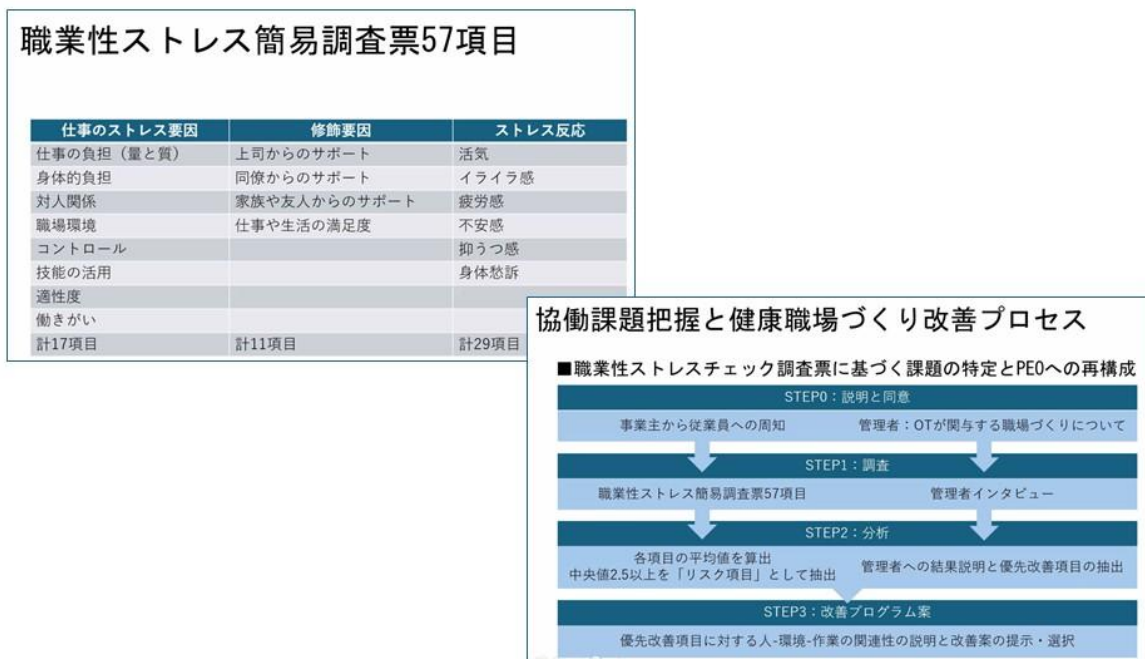 職業性ストレス簡易調査票57項目
仕事のストレス要因 修飾要因 ストレス反応
仕事の負担（量と質） 上司からのサポート 活気
身体的負担 同僚からのサポート イライラ感
対人関係 家族や友人からのサポート 疲労感
職場環境 仕事や生活の満足度 不安感
コントロール 抑うつ感
技能の活用 身体愁訴
適性度
働きがい
計17項目 計11項目 計29項目
協働課題把握と健康職場づくり改善プロセス
■職業性ストレスチェック調査票に基づく課題の特定とPEOへの再構成
STEP0：説明と同意
事業主から従業員への周知 管理者：OTが関与する職場づくりについて
STEP1：調査
職業性ストレス簡易調査票57項目 管理者インタビュー
STEP2：分析
各項目の平均値を算出
中央値2.5以上を「リスク項目」として抽出 管理者への結果説明と優先改善項目の抽出
STEP3：改善プログラム案
優先改善項目に対する人-環境-作業の関連性の説明と改善案の提示・選択